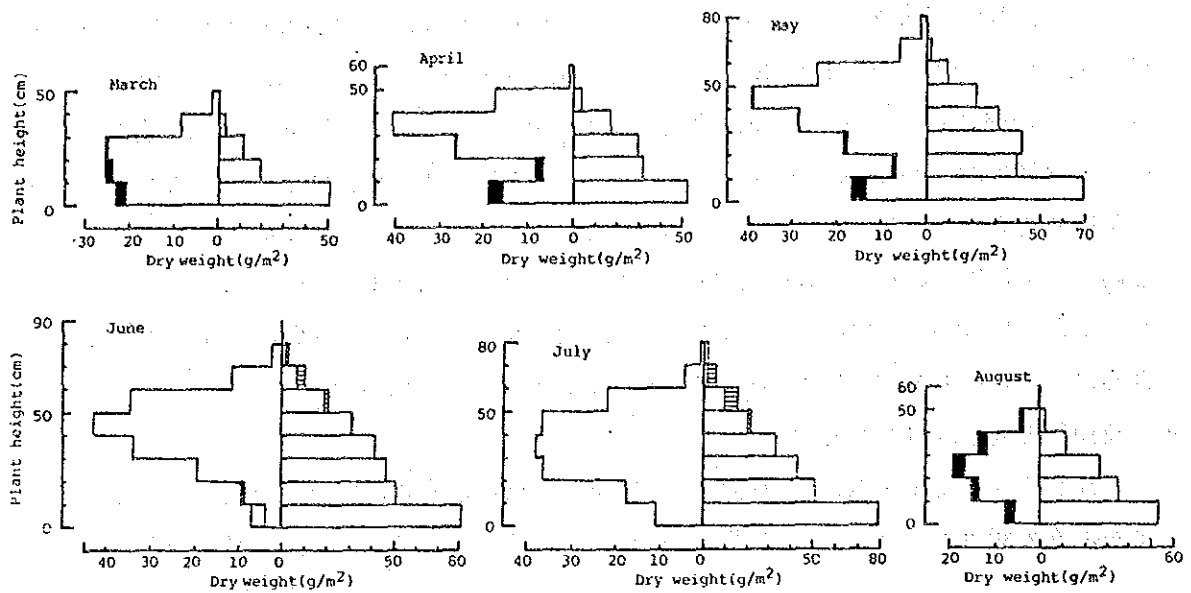 March
Plant height(cm)
50
0
30 20 10 0 50
Dry weight(g/m²)
April
60
50
0
40 30 20 10 0 50
Dry weight(g/m²)
May
80
50
0
40 30 20 10 0 50 70
Dry weight(g/m²)
June
Plant height(cm)
90
50
0
40 30 20 10 0 50 60
Dry weight(g/m²)
July
80
50
0
40 30 20 10 0 50 80
Dry weight(g/m²)
August
60
50
0
20 10 0 60
Dry weight(g/m²)